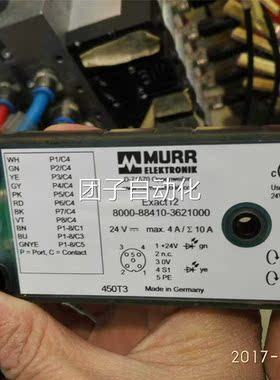 WH P1/C4
GN P2/C4
YE P3/C4
GY P4/C4
PK P5/C4
RD P6/C4
BK P7/C4
VT P8/C4
BN P1-8/C1
BU P1-8/C3
GNYE P1-8/C5
P = Port, C = Contact
MURR
ELEKTRONIK
Exact12
8000-88410-3621000
24 V max. 4 A / Σ 10 A
1 +24V gn
2 n.c.
3 0V
4 S1 ye
5 PE
450T3 Made in Germany
团子自动化
Use
24V
2017-